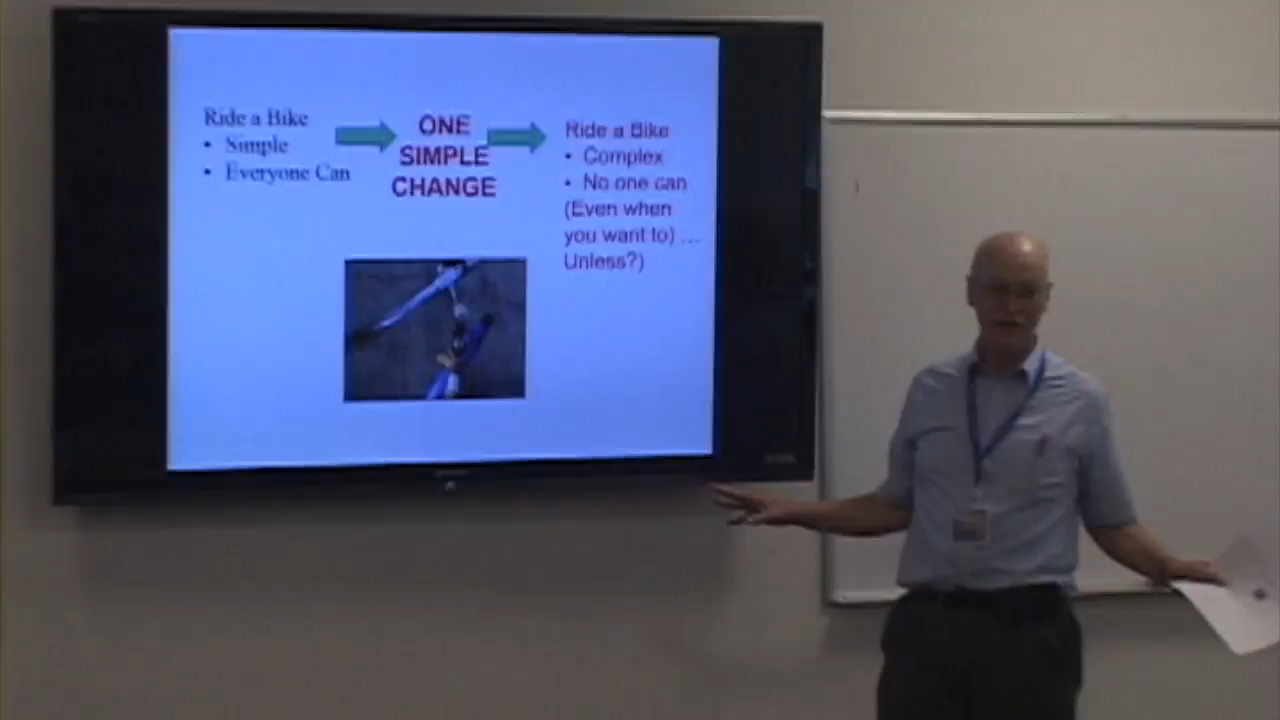 Ride a Bike
• Simple
• Everyone Can
ONE
SIMPLE
CHANGE
Ride a Bike
• Complex
• No one can
(Even when
you want to) ...
Unless?)